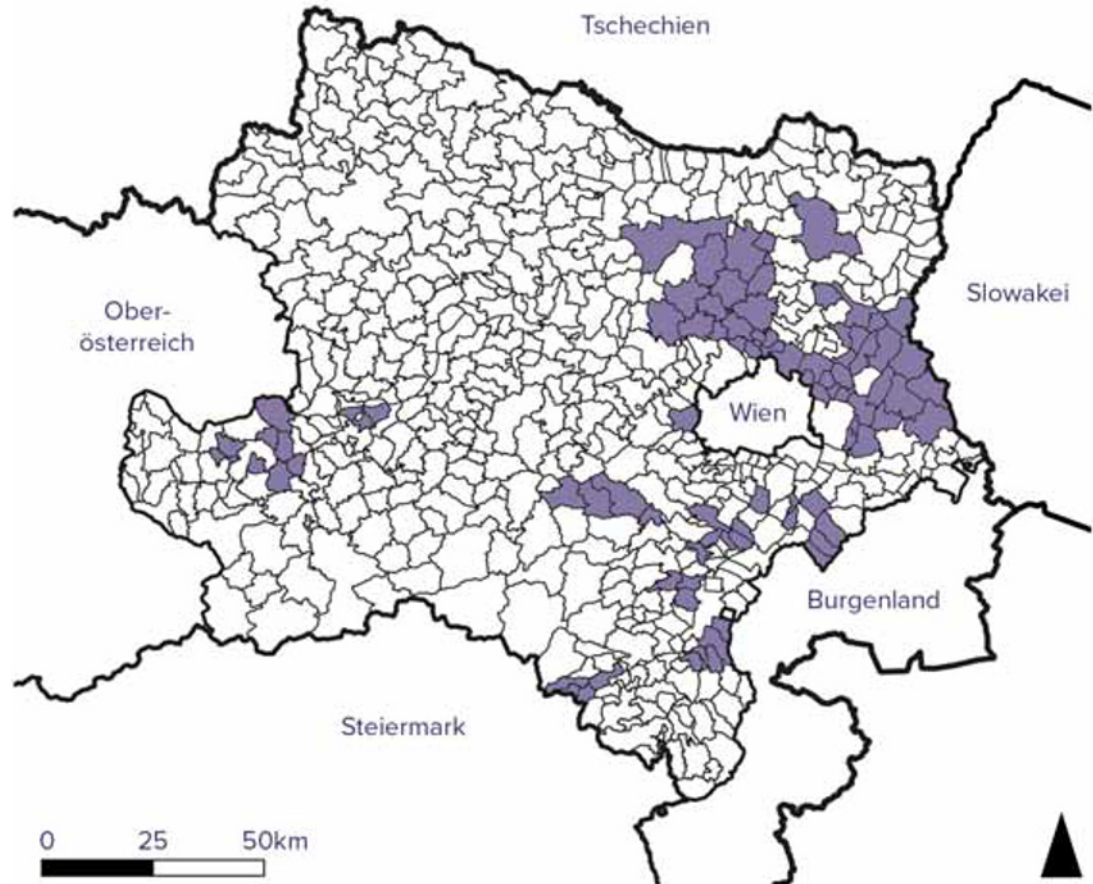 Tschechien
Slowakei
Ober-
österreich
Wien
Burgenland
Steiermark
0 25 50km